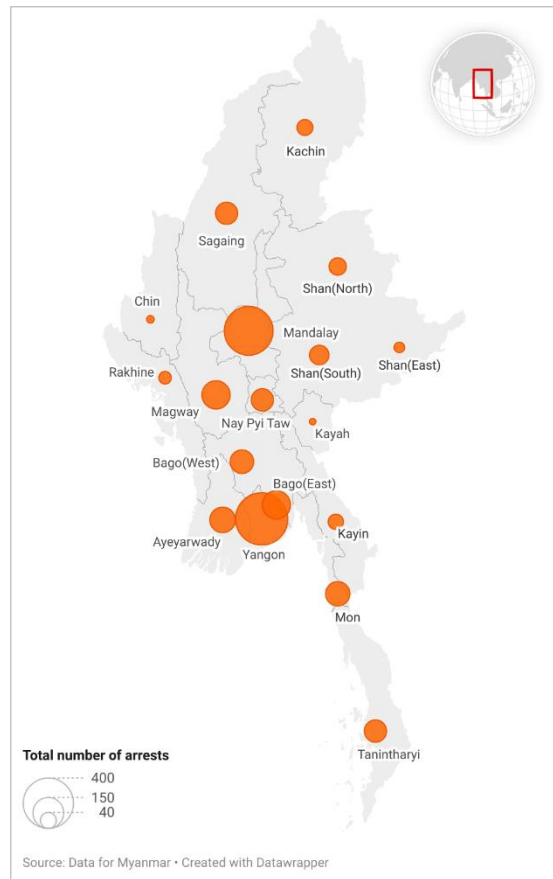 Kachin
Sagaing
Shan(North)
Chin
Mandalay
Shan(East)
Rakhine
Shan(South)
Magway
Nay Pyi Taw
Kayah
Bago(West)
Bago(East)
Kayin
Ayeyarwady
Yangon
Mon
Tanintharyi
Total number of arrests
400
150
40
Source: Data for Myanmar • Created with Datawrapper